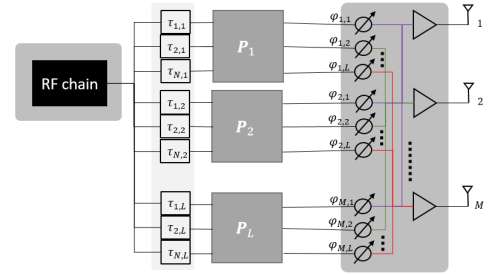 RF chain
τ1,1
τ2,1
τN,1
P1
φ1,1
φ1,2
φ1,L
1
τ1,2
τ2,2
τN,2
P2
φ2,1
φ2,2
φ2,L
2
τ1,L
τ2,L
τN,L
PL
φM,1
φM,2
φM,L
M